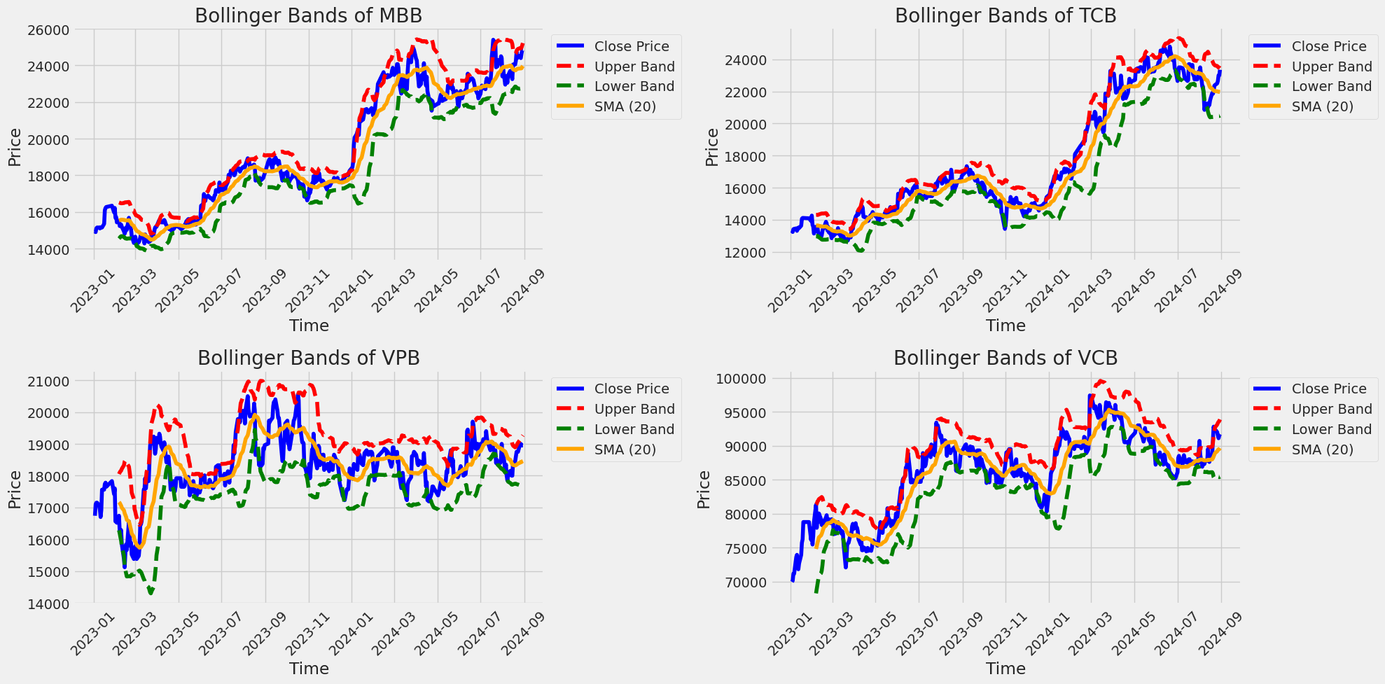 Bollinger Bands of MBB
26000
24000
22000
20000
18000
16000
14000
Price
2023-01
2023-03
2023-05
2023-07
2023-09
2023-11
2024-01
2024-03
2024-05
2024-07
2024-09
Time
Close Price
Upper Band
Lower Band
SMA (20)
Bollinger Bands of TCB
24000
22000
20000
18000
16000
14000
12000
Price
2023-01
2023-03
2023-05
2023-07
2023-09
2023-11
2024-01
2024-03
2024-05
2024-07
2024-09
Time
Close Price
Upper Band
Lower Band
SMA (20)
Bollinger Bands of VPB
21000
20000
19000
18000
17000
16000
15000
14000
Price
2023-01
2023-03
2023-05
2023-07
2023-09
2023-11
2024-01
2024-03
2024-05
2024-07
2024-09
Time
Close Price
Upper Band
Lower Band
SMA (20)
Bollinger Bands of VCB
100000
95000
90000
85000
80000
75000
70000
Price
2023-01
2023-03
2023-05
2023-07
2023-09
2023-11
2024-01
2024-03
2024-05
2024-07
2024-09
Time
Close Price
Upper Band
Lower Band
SMA (20)